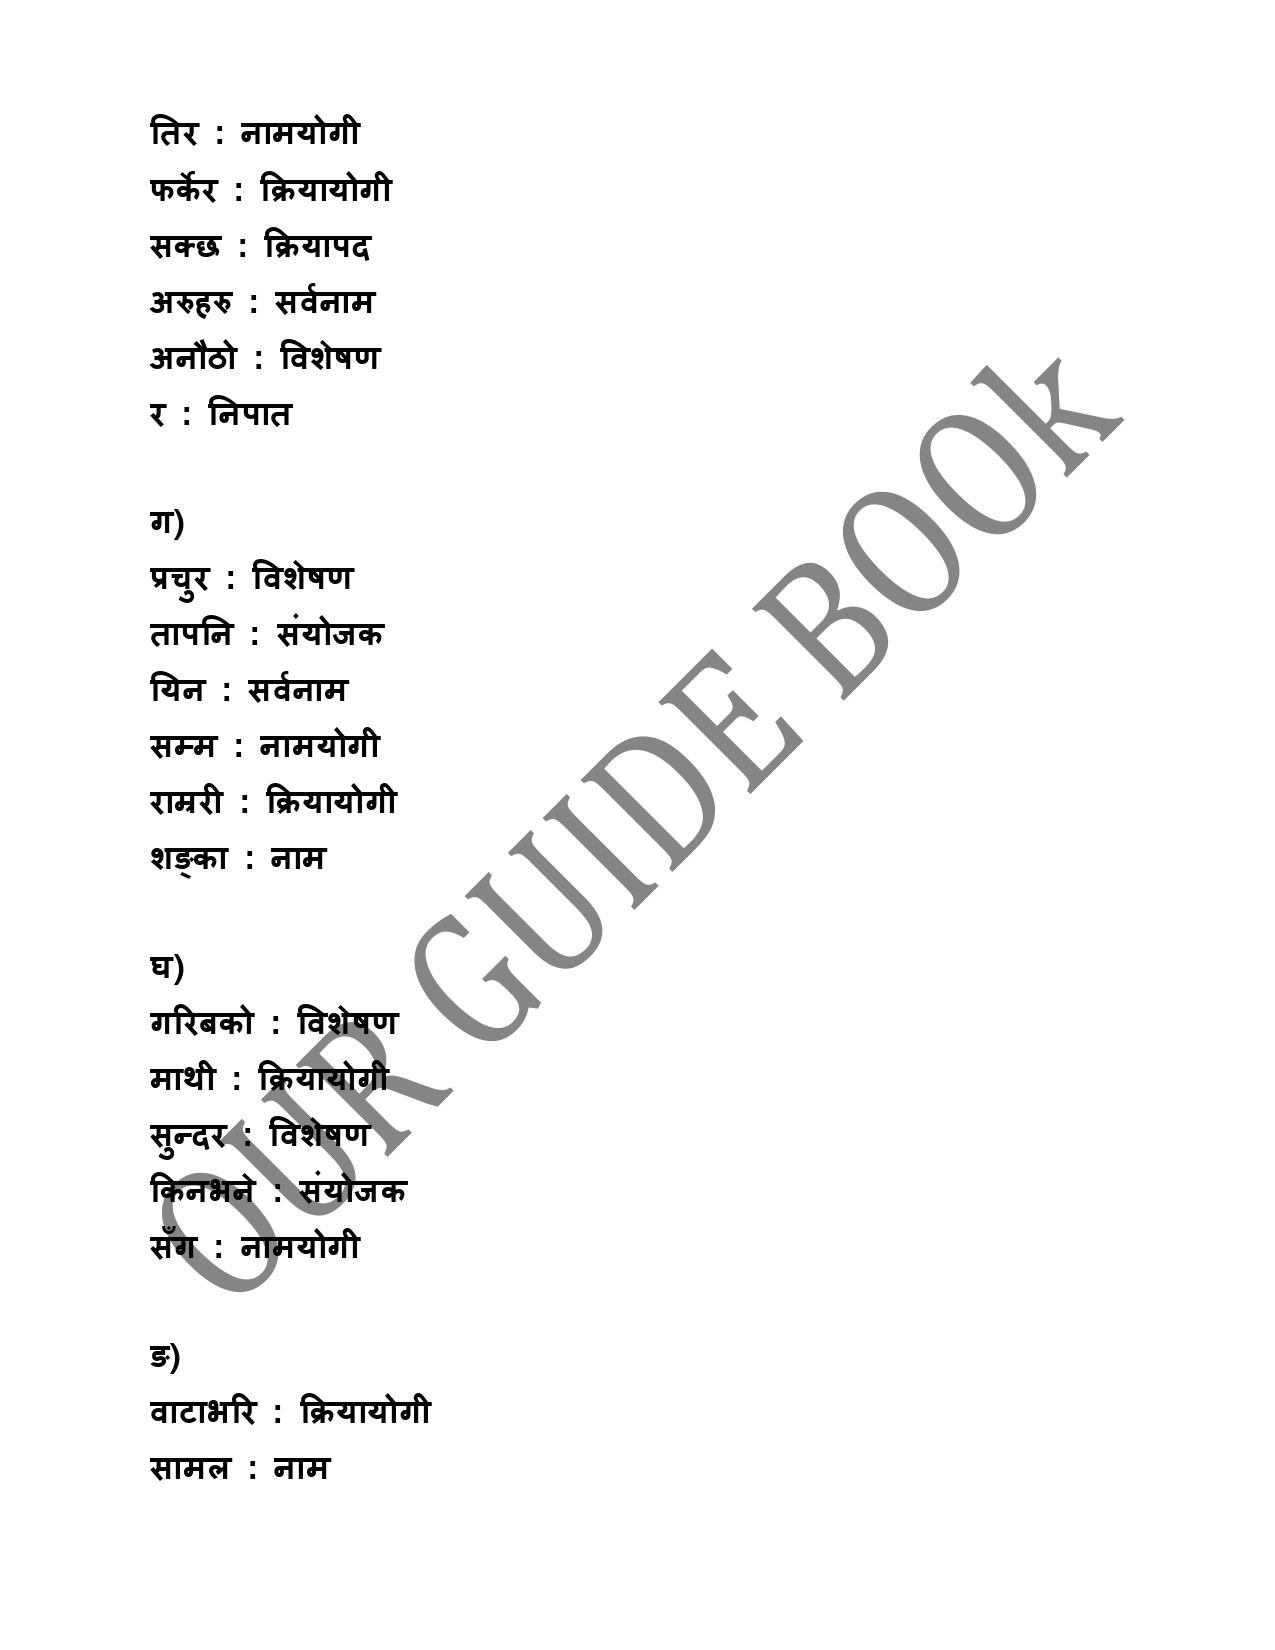 तिर : नामयोगी
फर्केर : क्रियायोगी
सक्छ : क्रियापद
अरुहरु : सर्वनाम
अनौठो : विशेषण
र : निपात
ग)
प्रचुर : विशेषण
तापनि : संयोजक
यिन : सर्वनाम
सम्म : नामयोगी
राम्ररी : क्रियायोगी
शङ्का : नाम
घ)
गरिबको : विशेषण
माथी : क्रियायोगी
सुन्दर : विशेषण
किनभने : संयोजक
सँग : नामयोगी
ङ)
वाटाभरि : क्रियायोगी
सामल : नाम
OUR GUIDE BOOk